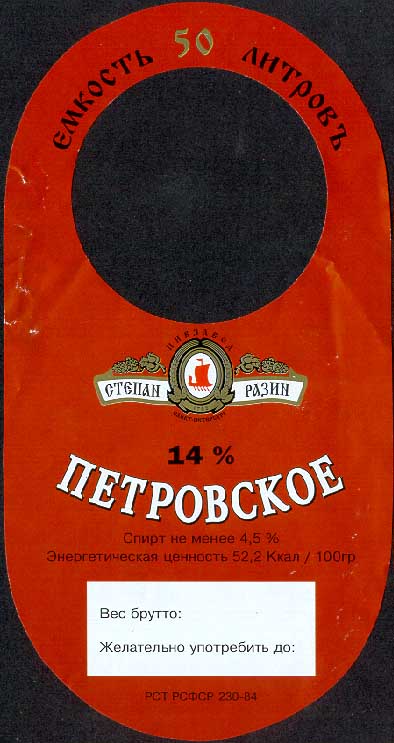 ЕМКОСТЬ 50 ЛИТРОВЪ
ПИВЗАВОД
СТЕПАН РАЗИН
САНКТ-ПЕТЕРБУРГ
14 %
ПЕТРОВСКОЕ
Спирт не менее 4,5 %
Энергетическая ценность 52,2 Ккал / 100гр
Вес брутто:
Желательно употребить до:
РСТ РСФСР 230-84